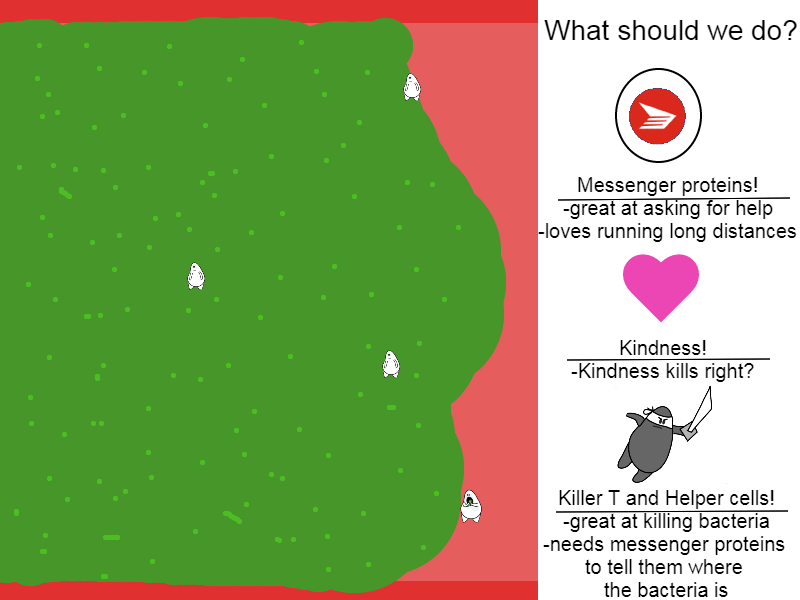 What should we do?
Messenger proteins!
-great at asking for help
-loves running long distances
Kindness!
-Kindness kills right?
Killer T and Helper cells!
-great at killing bacteria
-needs messenger proteins
to tell them where
the bacteria is